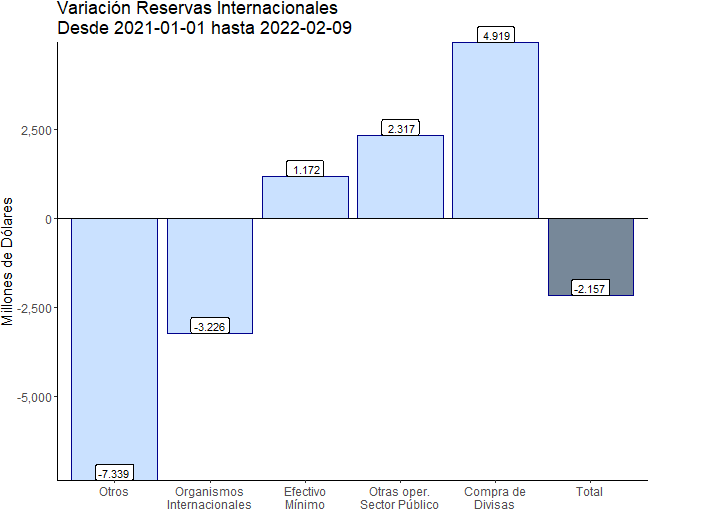 Variación Reservas Internacionales
Desde 2021-01-01 hasta 2022-02-09
Millones de Dólares
2,500
0
-2,500
-5,000
-7.339
-3.226
1.172
2.317
4.919
-2.157
Otros
Organismos
Internacionales
Efectivo
Mínimo
Otras oper.
Sector Público
Compra de
Divisas
Total